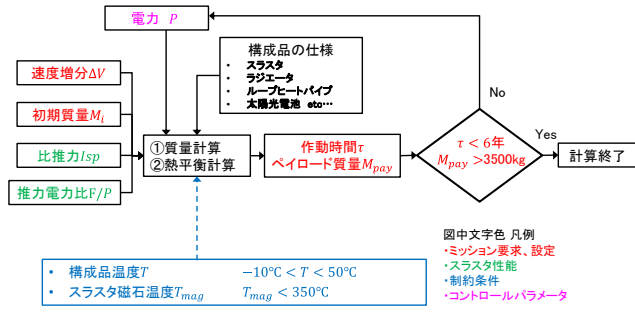 電力 P
構成品の仕様
・ スラスタ
・ ラジエータ
・ ループヒートパイプ
・ 太陽光電池 etc…
速度増分ΔV
初期質量M_i
比推力Isp
推力電力比F/P
①質量計算
②熱平衡計算
作動時間τ
ペイロード質量M_pay
τ < 6年
M_pay >3500kg
No
Yes
計算終了
• 構成品温度T −10℃ < T < 50℃
• スラスタ磁石温度T_mag T_mag < 350℃
図中文字色 凡例
・ミッション要求、設定
・スラスタ性能
・制約条件
・コントロールパラメータ